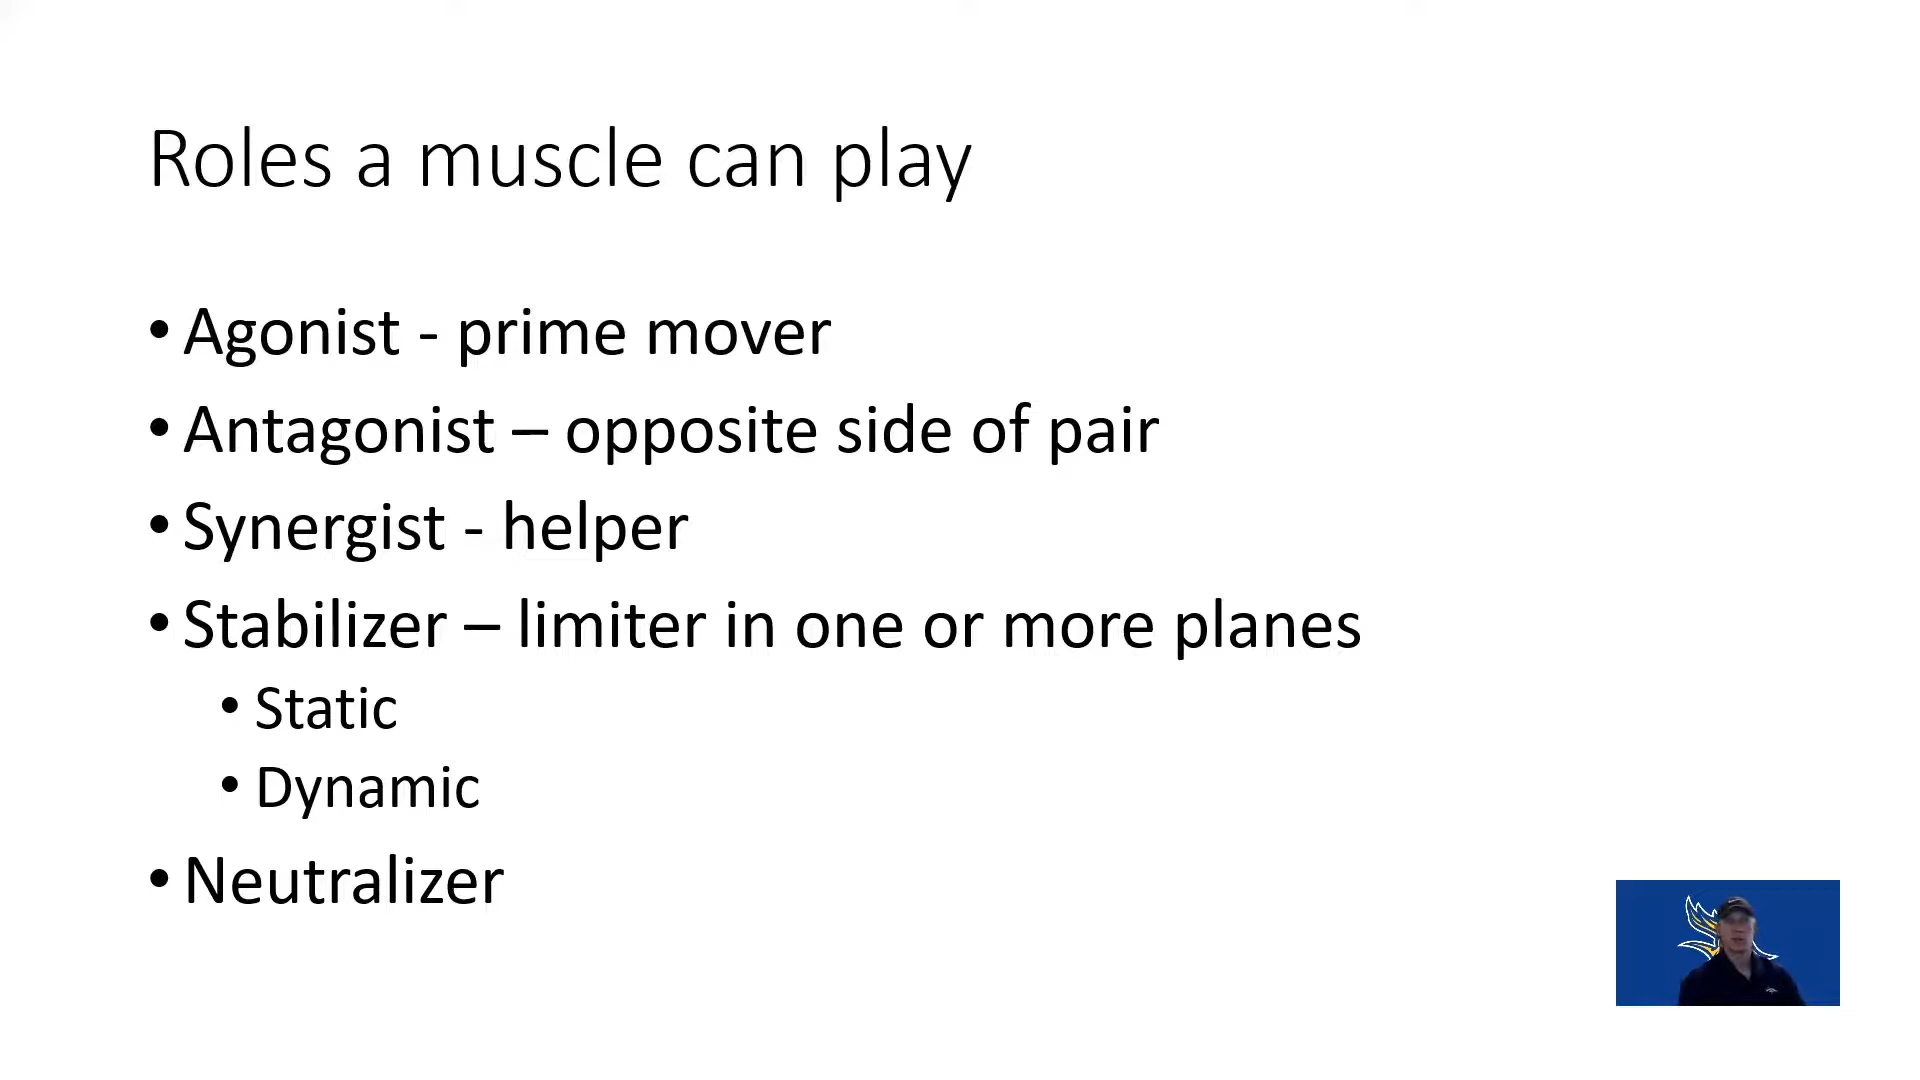 Roles a muscle can play
• Agonist - prime mover
• Antagonist – opposite side of pair
• Synergist - helper
• Stabilizer – limiter in one or more planes
• Static
• Dynamic
• Neutralizer